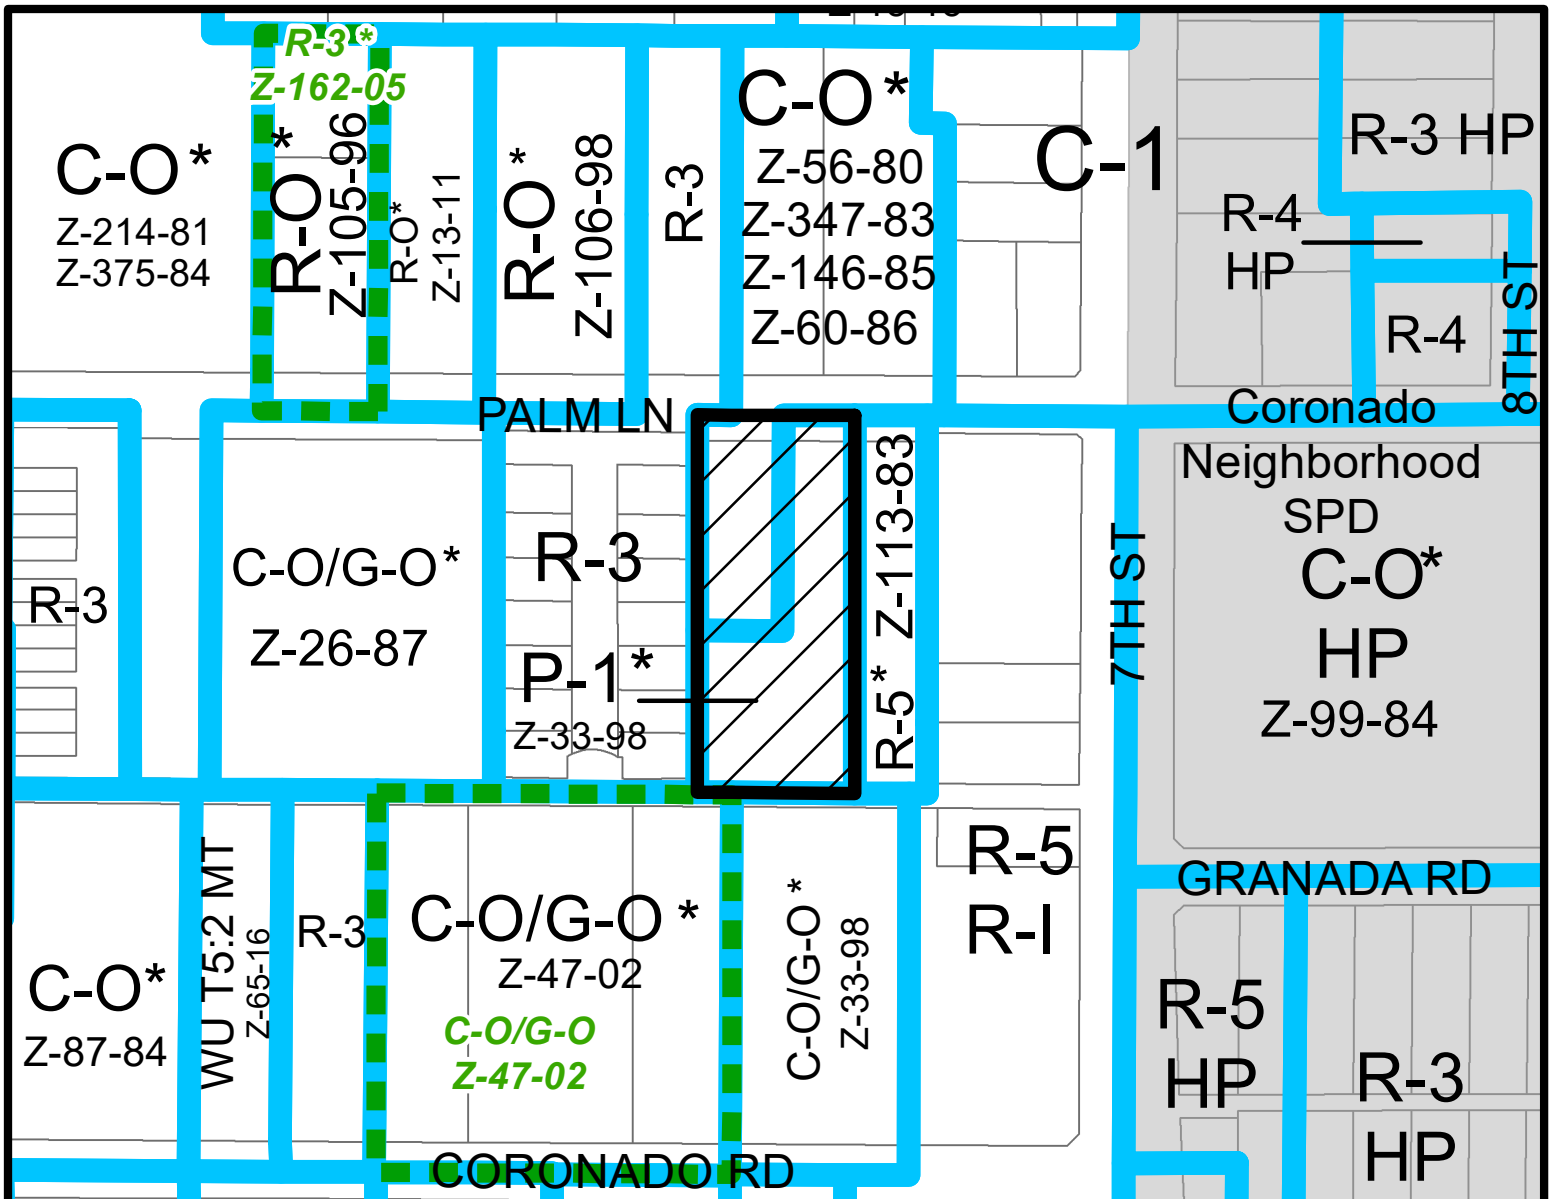 R-3 *
Z-162-05
C-O *
Z-214-81
Z-375-84
R-O *
Z-105-96
R-O *
Z-13-11
R-O *
Z-106-98
R-3
C-O *
Z-56-80
Z-347-83
Z-146-85
Z-60-86
C-1
R-3 HP
R-4
HP
R-4
8TH ST
PALM LN
Coronado
Neighborhood
SPD
C-O*
HP
Z-99-84
R-3
C-O/G-O*
Z-26-87
R-3
P-1*
Z-33-98
R-5* Z-113-83
7TH ST
GRANADA RD
C-O*
Z-87-84
WU T5:2 MT
Z-65-16
R-3
C-O/G-O *
Z-47-02
C-O/G-O
Z-47-02
C-O/G-O *
Z-33-98
R-5
R-I
R-5
HP
R-3
HP
CORONADO RD